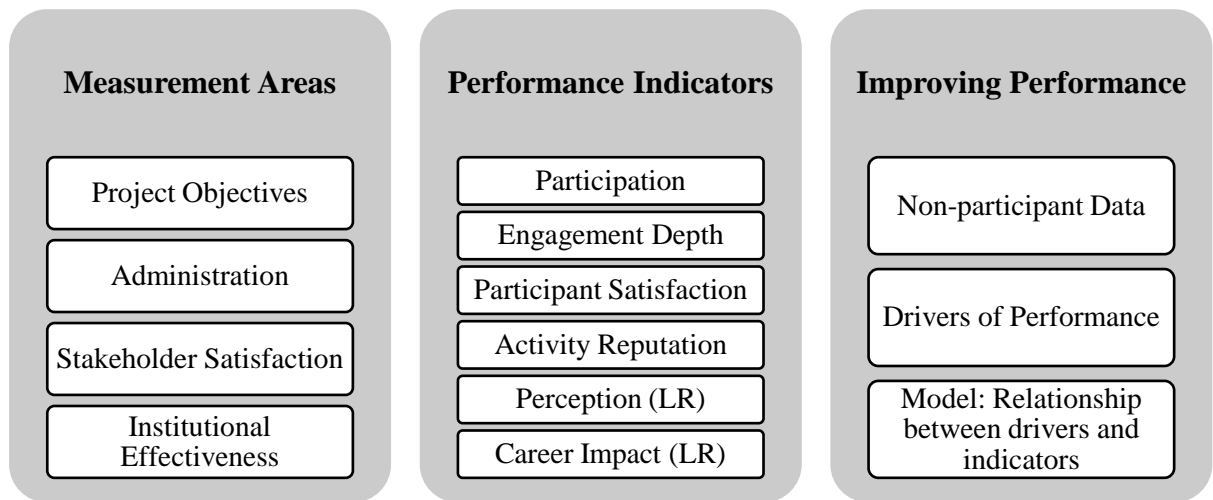 Measurement Areas
Project Objectives
Administration
Stakeholder Satisfaction
Institutional
Effectiveness
Performance Indicators
Participation
Engagement Depth
Participant Satisfaction
Activity Reputation
Perception (LR)
Career Impact (LR)
Improving Performance
Non-participant Data
Drivers of Performance
Model: Relationship
between drivers and
indicators